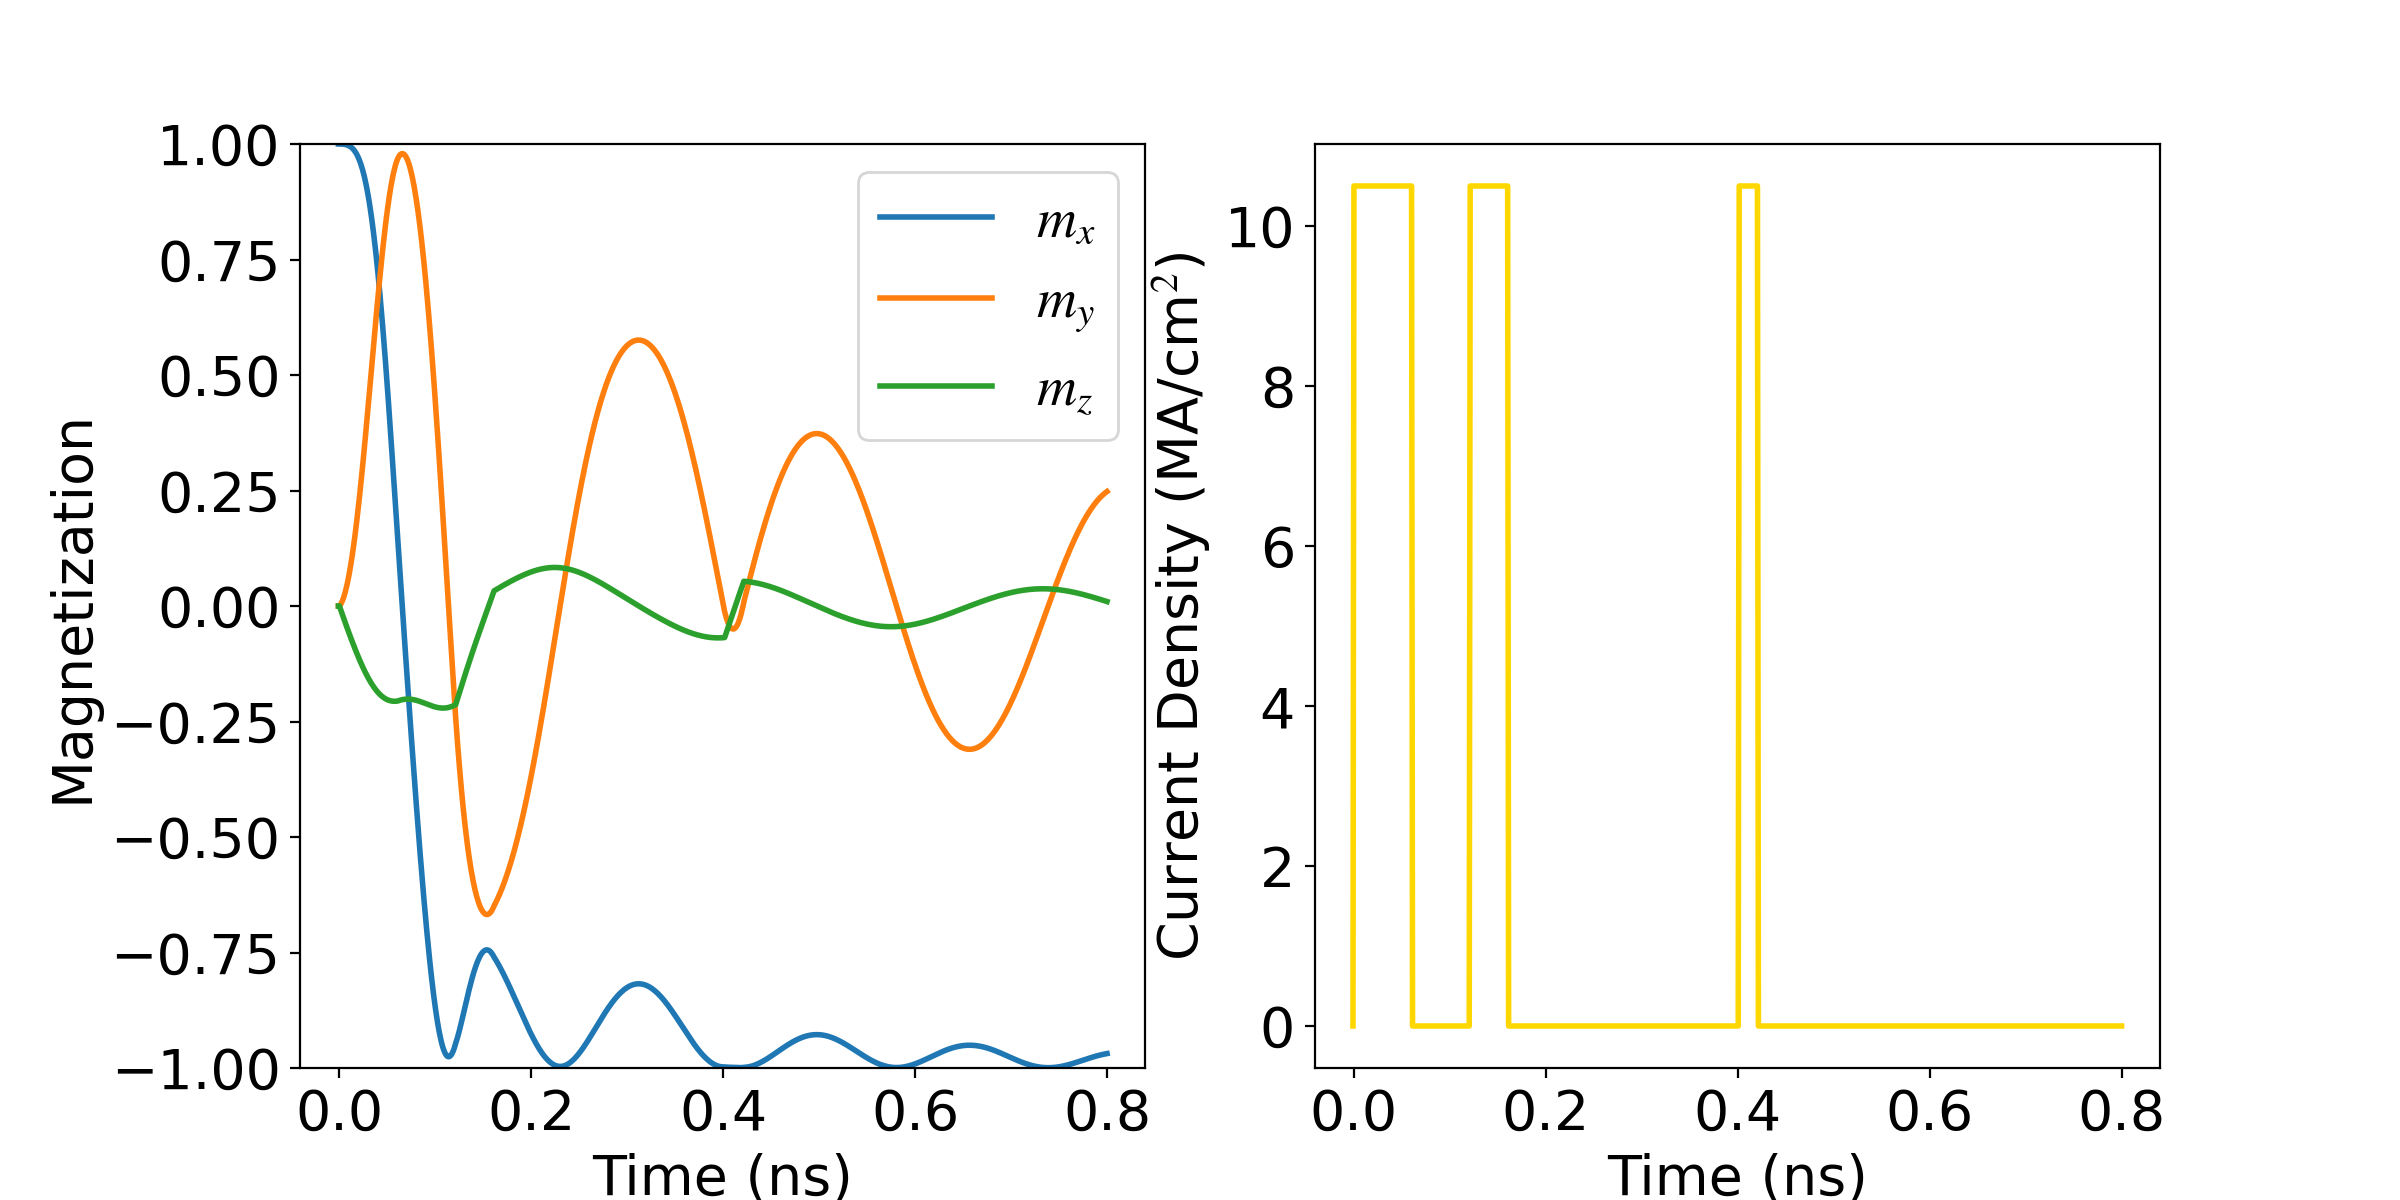 1.00
0.75
0.50
0.25
0.00
−0.25
−0.50
−0.75
−1.00
Magnetization
0.0 0.2 0.4 0.6 0.8
Time (ns)
m_x
m_y
m_z
10
8
6
4
2
0
Current Density (MA/cm²)
0.0 0.2 0.4 0.6 0.8
Time (ns)